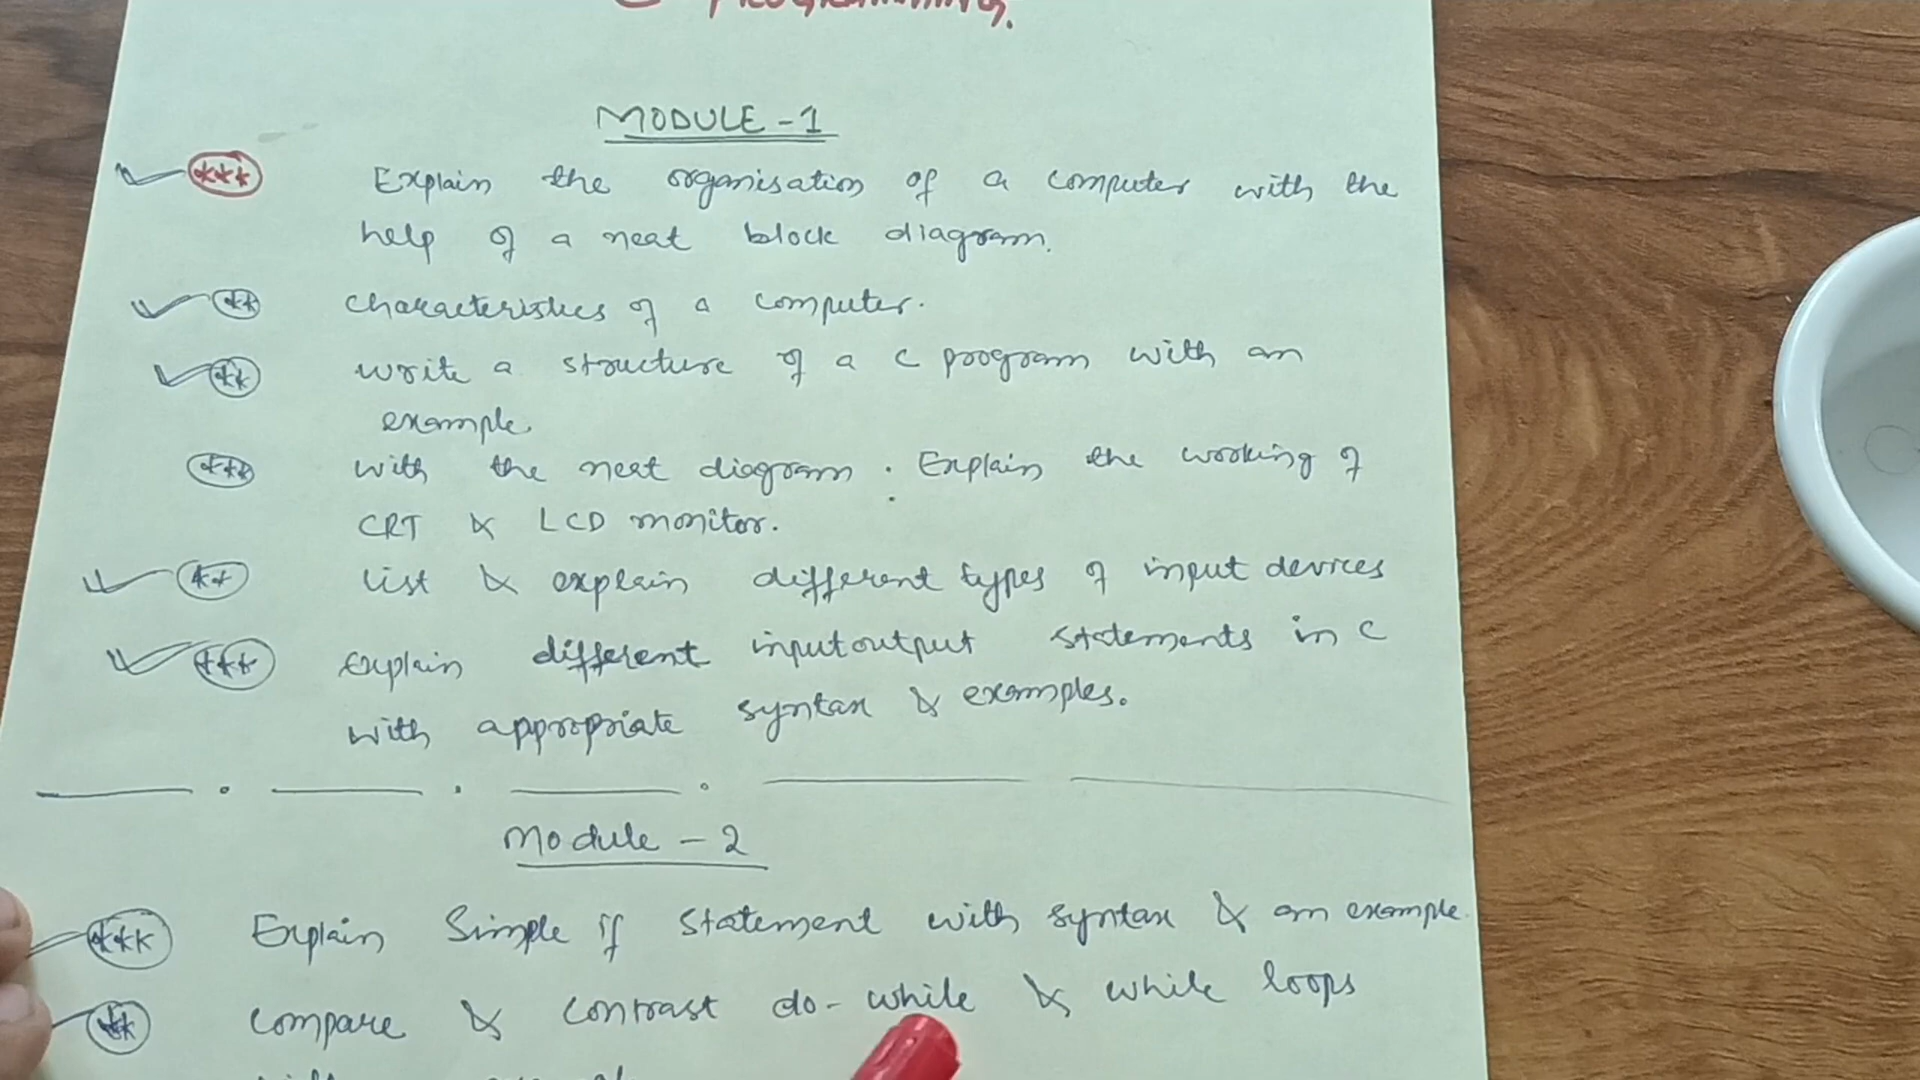 C PROGRAMMING.
MODULE - 1
*** Explain the organisation of a computer with the
help of a neat block diagram.
** characteristics of a computer.
** write a structure of a C program with an
example.
*** with the neat diagram. Explain the working of
CRT & LCD monitor.
** list & explain different types of input devices
*** Explain different input output statements in C
with appropriate syntax & examples.
Module - 2
*** Explain Simple if statement with syntax & an example.
** compare & contrast do-while & while loops